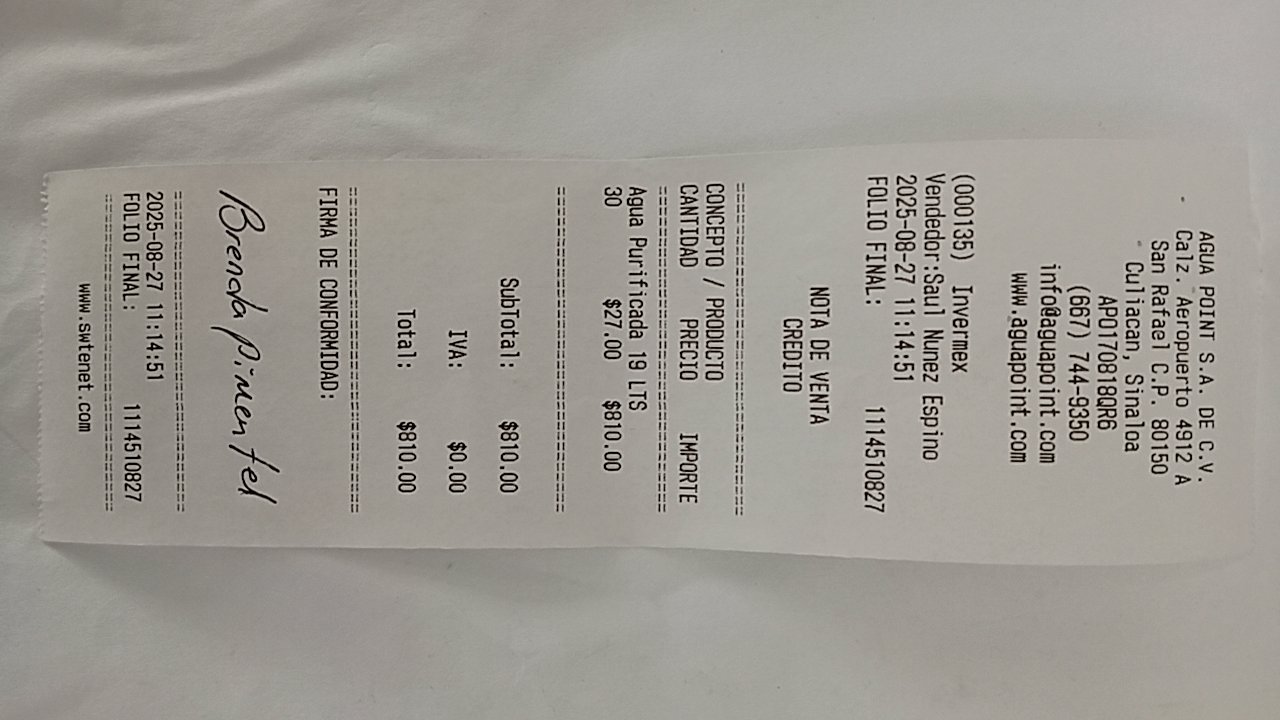 AGUA POINT S.A. DE C.V.
Calz. Aeropuerto 4912 A
San Rafael C.P. 80150
Culiacan, Sinaloa
APO170818QR6
(667) 744-9350
info@aguapoint.com
www.aguapoint.com
(000135) Invermex
Vendedor:Saul Nunez Espino
2025-08-27 11:14:51
FOLIO FINAL: 1114510827
NOTA DE VENTA
CREDITO
================================
CONCEPTO / PRODUCTO
CANTIDAD PRECIO IMPORTE
================================
Agua Purificada 19 LTS
30 $27.00 $810.00
================================
SubTotal: $810.00
IVA: $0.00
Total: $810.00
================================
FIRMA DE CONFORMIDAD:
Brenda Pimentel
================================
2025-08-27 11:14:51
FOLIO FINAL: 1114510827
================================
www.swtenet.com